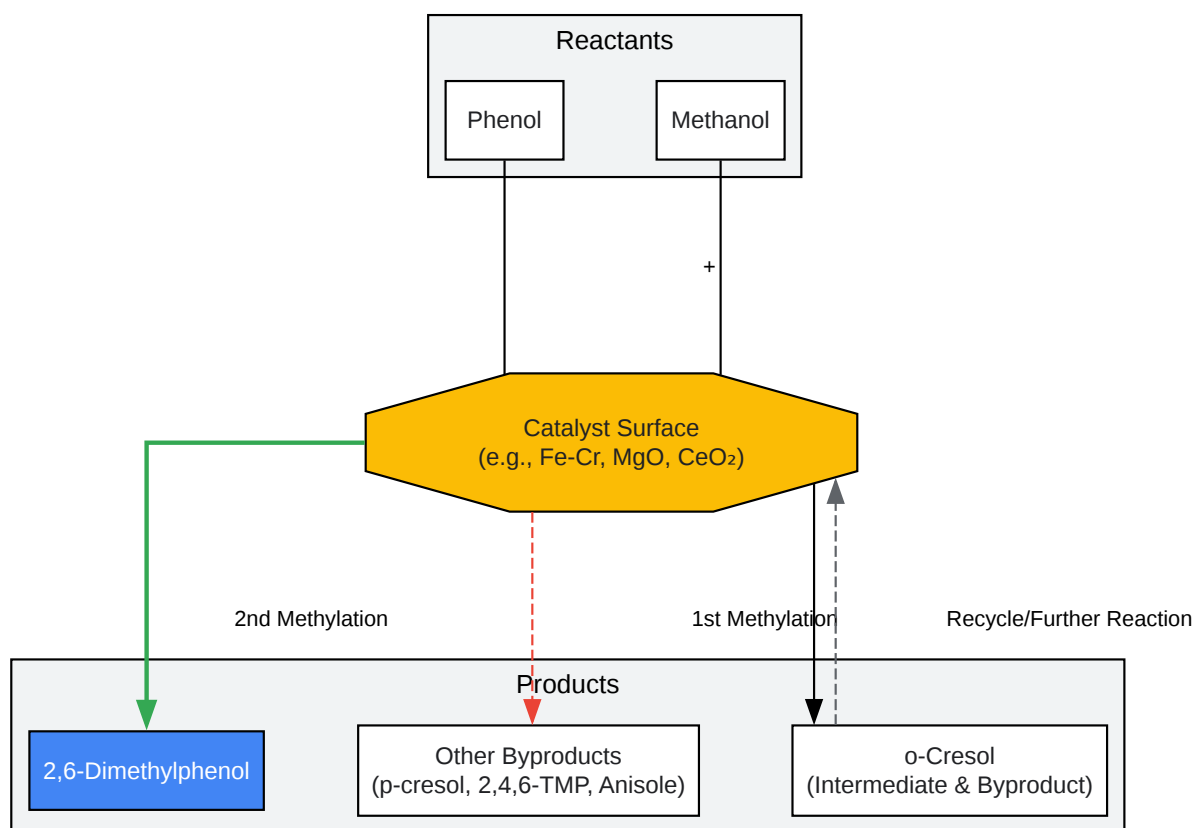 Reactants
Phenol
Methanol
+
Catalyst Surface
(e.g., Fe-Cr, MgO, CeO₂)
2nd Methylation
1st Methylation
Recycle/Further Reaction
Products
2,6-Dimethylphenol
Other Byproducts
(p-cresol, 2,4,6-TMP, Anisole)
o-Cresol
(Intermediate & Byproduct)